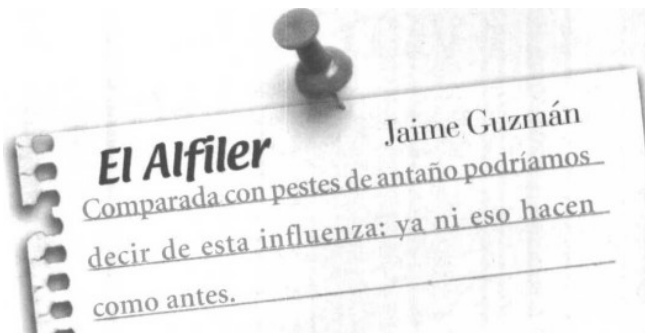 El Alfiler
Jaime Guzmán
Comparada con pestes de antaño podríamos
decir de esta influenza: ya ni eso hacen
como antes.